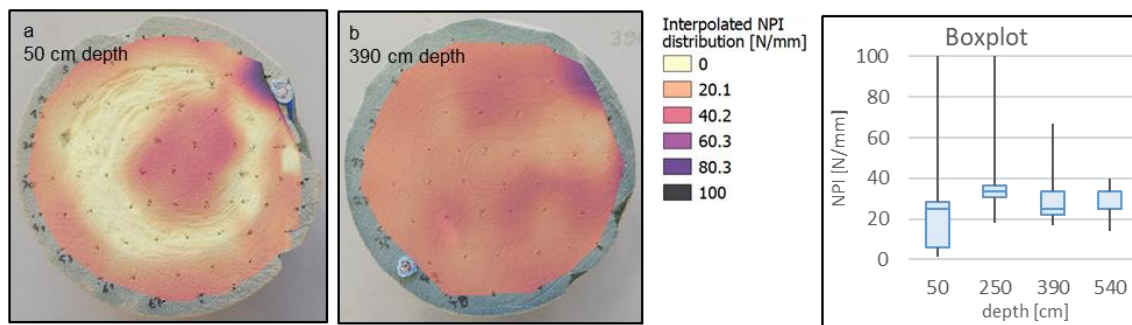 a
50 cm depth
b
390 cm depth
Interpolated NPI
distribution [N/mm]
0
20.1
40.2
60.3
80.3
100
Boxplot
NPI [N/mm]
100
80
60
40
20
0
50 250 390 540
depth [cm]